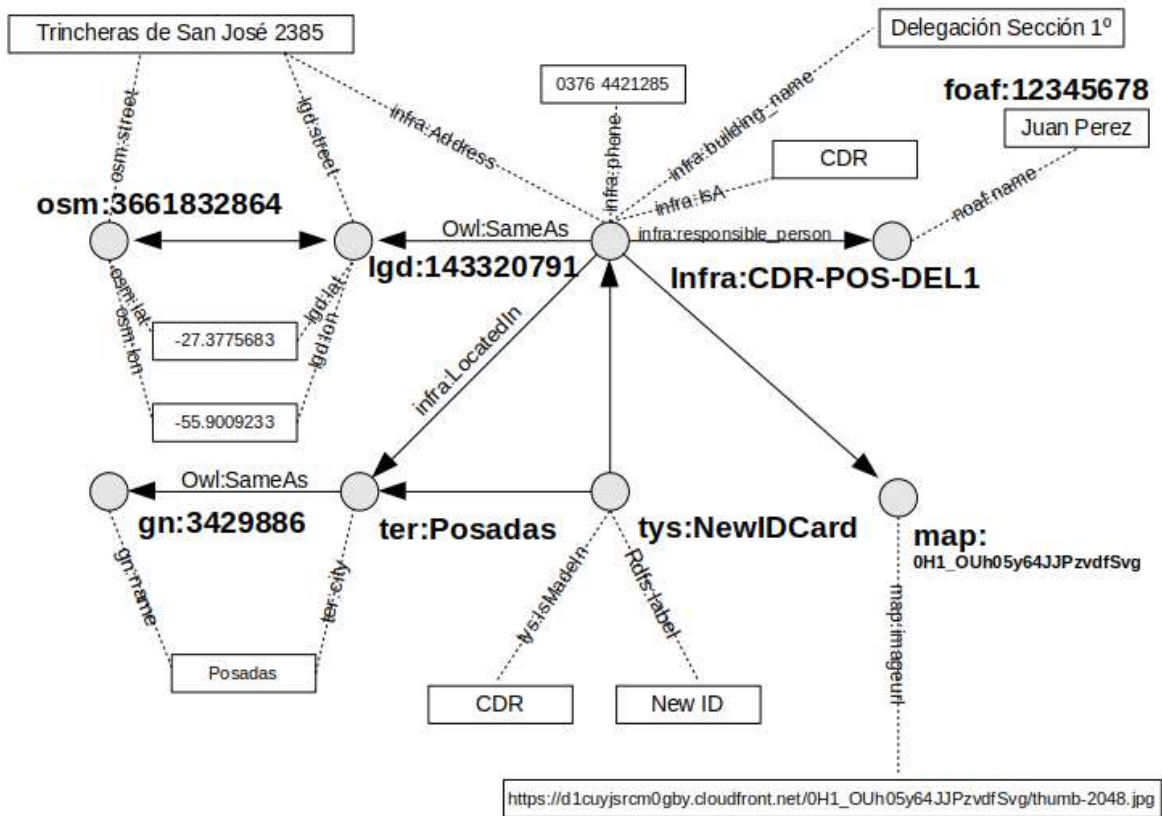 Trincheras de San José 2385
Delegación Sección 1º
0376 4421285
foaf:12345678
Juan Perez
CDR
osm:street
lgd:street
infra:Address
infra:phone
infra:building_name
infra:ISA
noaf:name
osm:3661832864
Owl:SameAs
infra:responsible_person
lgd:143320791
Infra:CDR-POS-DEL1
osm:lat
osm:lon
lgd:lat
lgd:lon
-27.3775683
-55.9009233
infra:LocatedIn
Owl:SameAs
gn:3429886
ter:Posadas
tys:NewIDCard
map:
0H1_OUh05y64JJPzvdfSvg
gn:name
ter:city
tys:IsMadeIn
Rdfs:label
map:imageurl
Posadas
CDR
New ID
https://d1cuyjsrcm0gby.cloudfront.net/0H1_OUh05y64JJPzvdfSvg/thumb-2048.jpg